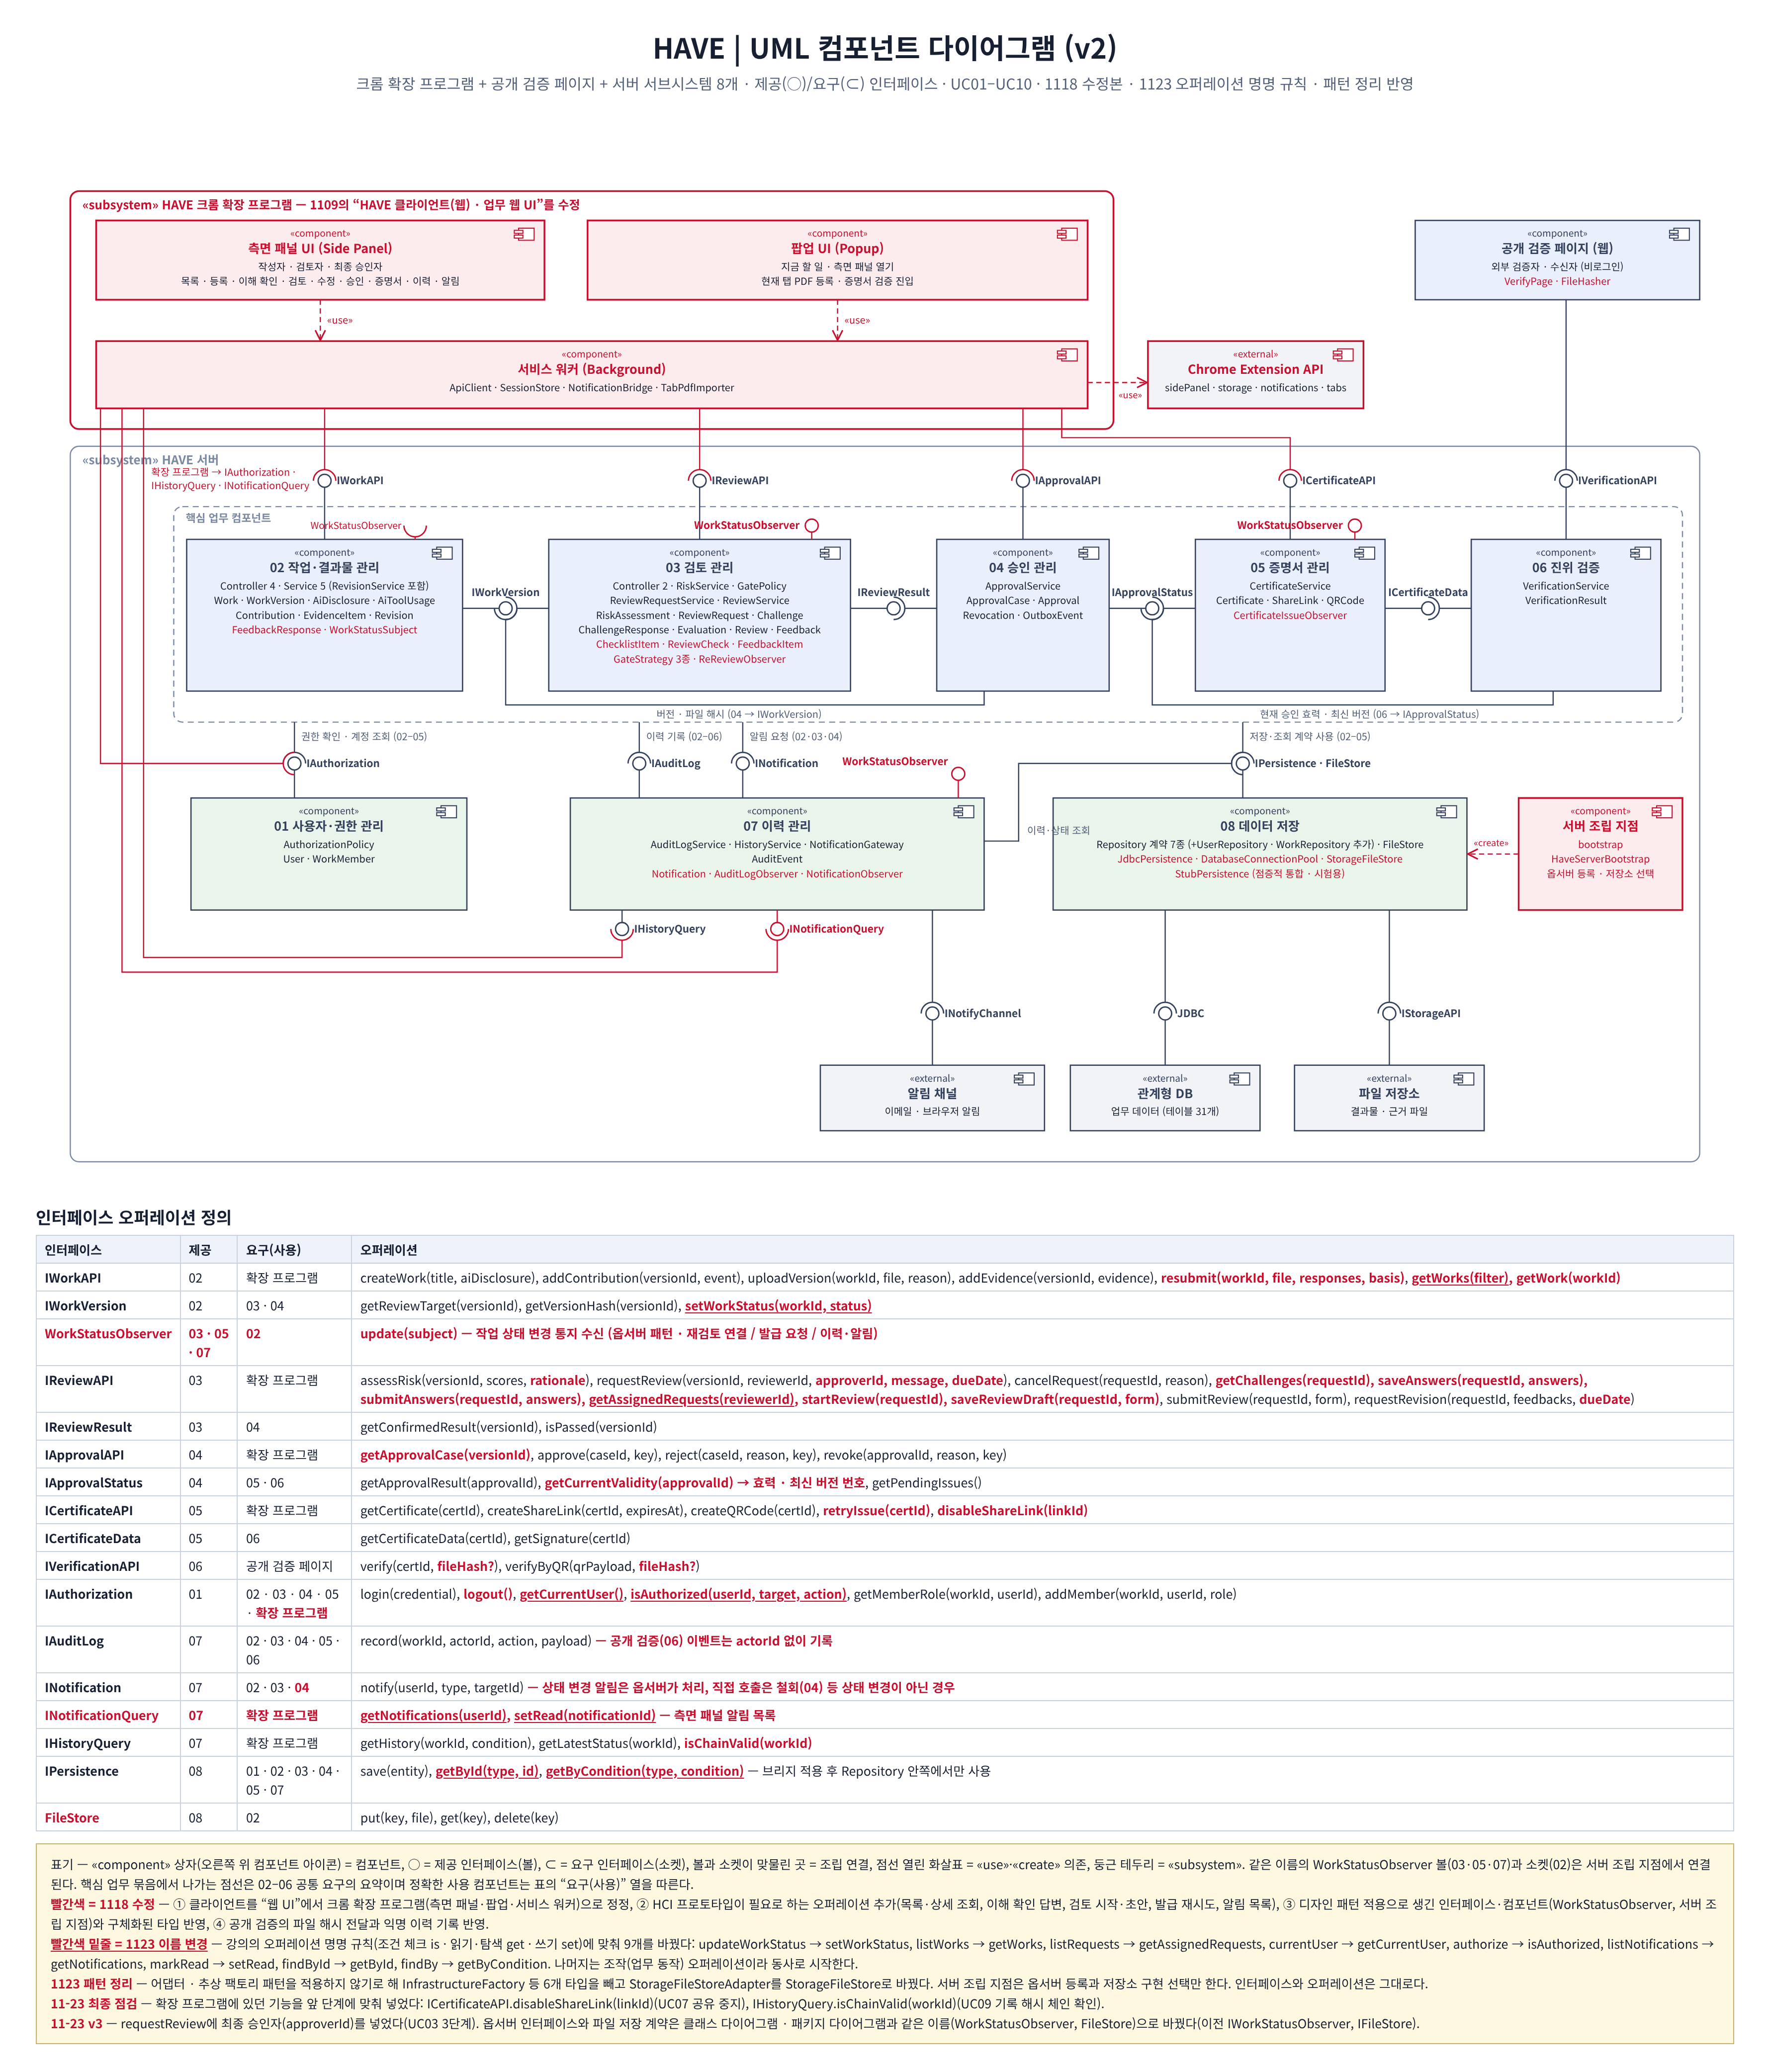 HAVE | UML 컴포넌트 다이어그램 (v2)
크롬 확장 프로그램 + 공개 검증 페이지 + 서버 서브시스템 8개 · 제공(○)/요구(⊂) 인터페이스 · UC01–UC10 · 1118 수정본 · 1123 오퍼레이션 명명 규칙 · 패턴 정리 반영
«subsystem» HAVE 크롬 확장 프로그램 — 1109의 “HAVE 클라이언트(웹) · 업무 웹 UI”를 수정
«component»
측면 패널 UI (Side Panel)
작성자 · 검토자 · 최종 승인자
목록 · 등록 · 이해 확인 · 검토 · 수정 · 승인 · 증명서 · 이력 · 알림
«component»
팝업 UI (Popup)
지금 할 일 · 측면 패널 열기
현재 탭 PDF 등록 · 증명서 검증 진입
«component»
공개 검증 페이지 (웹)
외부 검증자 · 수신자 (비로그인)
VerifyPage · FileHasher
«use»
«use»
«component»
서비스 워커 (Background)
ApiClient · SessionStore · NotificationBridge · TabPdfImporter
«use»
«external»
Chrome Extension API
sidePanel · storage · notifications · tabs
«subsystem» HAVE 서버
확장 프로그램 → IAuthorization ·
IHistoryQuery · INotificationQuery
IWorkAPI
IReviewAPI
IApprovalAPI
ICertificateAPI
IVerificationAPI
핵심 업무 컴포넌트
WorkStatusObserver
WorkStatusObserver
WorkStatusObserver
«component»
02 작업·결과물 관리
Controller 4 · Service 5 (RevisionService 포함)
Work · WorkVersion · AiDisclosure · AiToolUsage
Contribution · EvidenceItem · Revision
FeedbackResponse · WorkStatusSubject
IWorkVersion
«component»
03 검토 관리
Controller 2 · RiskService · GatePolicy
ReviewRequestService · ReviewService
RiskAssessment · ReviewRequest · Challenge
ChallengeResponse · Evaluation · Review · Feedback
ChecklistItem · ReviewCheck · FeedbackItem
GateStrategy 3종 · ReReviewObserver
IReviewResult
«component»
04 승인 관리
ApprovalService
ApprovalCase · Approval
Revocation · OutboxEvent
IApprovalStatus
«component»
05 증명서 관리
CertificateService
Certificate · ShareLink · QRCode
CertificateIssueObserver
ICertificateData
«component»
06 진위 검증
VerificationService
VerificationResult
버전 · 파일 해시 (04 → IWorkVersion)
현재 승인 효력 · 최신 버전 (06 → IApprovalStatus)
권한 확인 · 계정 조회 (02–05)
이력 기록 (02–06)
알림 요청 (02·03·04)
저장·조회 계약 사용 (02–05)
IAuthorization
IAuditLog
INotification
WorkStatusObserver
IPersistence · FileStore
«component»
01 사용자·권한 관리
AuthorizationPolicy
User · WorkMember
«component»
07 이력 관리
AuditLogService · HistoryService · NotificationGateway
AuditEvent
Notification · AuditLogObserver · NotificationObserver
이력·상태 조회
«component»
08 데이터 저장
Repository 계약 7종 (+UserRepository · WorkRepository 추가) · FileStore
JdbcPersistence · DatabaseConnectionPool · StorageFileStore
StubPersistence (점증적 통합 · 시험용)
«create»
«component»
서버 조립 지점
bootstrap
HaveServerBootstrap
옵서버 등록 · 저장소 선택
IHistoryQuery
INotificationQuery
INotifyChannel
JDBC
IStorageAPI
«external»
알림 채널
이메일 · 브라우저 알림
«external»
관계형 DB
업무 데이터 (테이블 31개)
«external»
파일 저장소
결과물 · 근거 파일
인터페이스 오퍼레이션 정의
인터페이스 제공 요구(사용) 오퍼레이션
IWorkAPI 02 확장 프로그램 createWork(title, aiDisclosure), addContribution(versionId, event), uploadVersion(workId, file, reason), addEvidence(versionId, evidence), resubmit(workId, file, responses, basis), getWorks(filter), getWork(workId)
IWorkVersion 02 03 · 04 getReviewTarget(versionId), getVersionHash(versionId), setWorkStatus(workId, status)
WorkStatusObserver 03 · 05 02 update(subject) — 작업 상태 변경 통지 수신 (옵서버 패턴 · 재검토 연결 / 발급 요청 / 이력·알림)
· 07
IReviewAPI 03 확장 프로그램 assessRisk(versionId, scores, rationale), requestReview(versionId, reviewerId, approverId, message, dueDate), cancelRequest(requestId, reason), getChallenges(requestId), saveAnswers(requestId, answers),
submitAnswers(requestId, answers), getAssignedRequests(reviewerId), startReview(requestId), saveReviewDraft(requestId, form), submitReview(requestId, form), requestRevision(requestId, feedbacks, dueDate)
IReviewResult 03 04 getConfirmedResult(versionId), isPassed(versionId)
IApprovalAPI 04 확장 프로그램 getApprovalCase(versionId), approve(caseId, key), reject(caseId, reason, key), revoke(approvalId, reason, key)
IApprovalStatus 04 05 · 06 getApprovalResult(approvalId), getCurrentValidity(approvalId) → 효력 · 최신 버전 번호, getPendingIssues()
ICertificateAPI 05 확장 프로그램 getCertificate(certId), createShareLink(certId, expiresAt), createQRCode(certId), retryIssue(certId), disableShareLink(linkId)
ICertificateData 05 06 getCertificateData(certId), getSignature(certId)
IVerificationAPI 06 공개 검증 페이지 verify(certId, fileHash?), verifyByQR(qrPayload, fileHash?)
IAuthorization 01 02 · 03 · 04 · 05 login(credential), logout(), getCurrentUser(), isAuthorized(userId, target, action), getMemberRole(workId, userId), addMember(workId, userId, role)
· 확장 프로그램
IAuditLog 07 02 · 03 · 04 · 05 · record(workId, actorId, action, payload) — 공개 검증(06) 이벤트는 actorId 없이 기록
06
INotification 07 02 · 03 · 04 notify(userId, type, targetId) — 상태 변경 알림은 옵서버가 처리, 직접 호출은 철회(04) 등 상태 변경이 아닌 경우
INotificationQuery 07 확장 프로그램 getNotifications(userId), setRead(notificationId) — 측면 패널 알림 목록
IHistoryQuery 07 확장 프로그램 getHistory(workId, condition), getLatestStatus(workId), isChainValid(workId)
IPersistence 08 01 · 02 · 03 · 04 · save(entity), getById(type, id), getByCondition(type, condition) — 브리지 적용 후 Repository 안쪽에서만 사용
05 · 07
FileStore 08 02 put(key, file), get(key), delete(key)
표기 — «component» 상자(오른쪽 위 컴포넌트 아이콘) = 컴포넌트, ○ = 제공 인터페이스(볼), ⊂ = 요구 인터페이스(소켓), 볼과 소켓이 맞물린 곳 = 조립 연결, 점선 열린 화살표 = «use»·«create» 의존, 둥근 테두리 = «subsystem». 같은 이름의 WorkStatusObserver 볼(03·05·07)과 소켓(02)은 서버 조립 지점에서 연결
된다. 핵심 업무 묶음에서 나가는 점선은 02–06 공통 요구의 요약이며 정확한 사용 컴포넌트는 표의 “요구(사용)” 열을 따른다.
빨간색 = 1118 수정 — ① 클라이언트를 “웹 UI”에서 크롬 확장 프로그램(측면 패널·팝업·서비스 워커)으로 정정, ② HCI 프로토타입이 필요로 하는 오퍼레이션 추가(목록·상세 조회, 이해 확인 답변, 검토 시작·초안, 발급 재시도, 알림 목록), ③ 디자인 패턴 적용으로 생긴 인터페이스·컴포넌트(WorkStatusObserver, 서버 조
립 지점)와 구체화된 타입 반영, ④ 공개 검증의 파일 해시 전달과 익명 이력 기록 반영.
빨간색 밑줄 = 1123 이름 변경 — 강의의 오퍼레이션 명명 규칙(조건 체크 is · 읽기·탐색 get · 쓰기 set)에 맞춰 9개를 바꿨다: updateWorkStatus → setWorkStatus, listWorks → getWorks, listRequests → getAssignedRequests, currentUser → getCurrentUser, authorize → isAuthorized, listNotifications →
getNotifications, markRead → setRead, findById → getById, findBy → getByCondition. 나머지는 조작(업무 동작) 오퍼레이션이라 동사로 시작한다.
1123 패턴 정리 — 어댑터 · 추상 팩토리 패턴을 적용하지 않기로 해 InfrastructureFactory 등 6개 타입을 빼고 StorageFileStoreAdapter를 StorageFileStore로 바꿨다. 서버 조립 지점은 옵서버 등록과 저장소 구현 선택만 한다. 인터페이스와 오퍼레이션은 그대로다.
11-23 최종 점검 — 확장 프로그램에 있던 기능을 앞 단계에 맞춰 넣었다: ICertificateAPI.disableShareLink(linkId)(UC07 공유 중지), IHistoryQuery.isChainValid(workId)(UC09 기록 해시 체인 확인).
11-23 v3 — requestReview에 최종 승인자(approverId)를 넣었다(UC03 3단계). 옵서버 인터페이스와 파일 저장 계약은 클래스 다이어그램 · 패키지 다이어그램과 같은 이름(WorkStatusObserver, FileStore)으로 바꿨다(이전 IWorkStatusObserver, IFileStore).